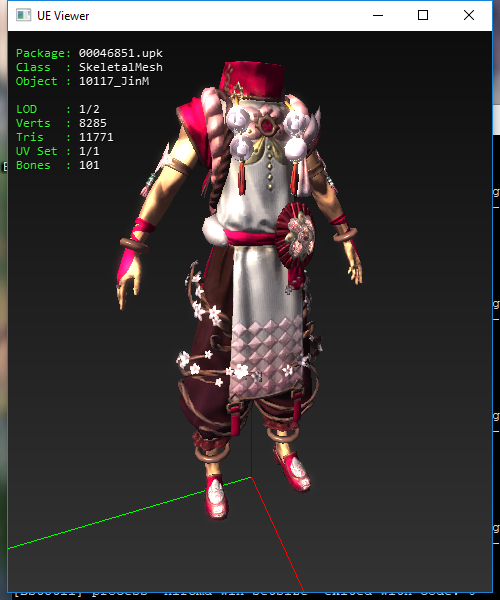 UE Viewer
Package: 00046851.upk
Class : SkeletalMesh
Object : 10117_JinM
LOD : 1/2
Verts : 8285
Tris : 11771
UV Set : 1/1
Bones : 101